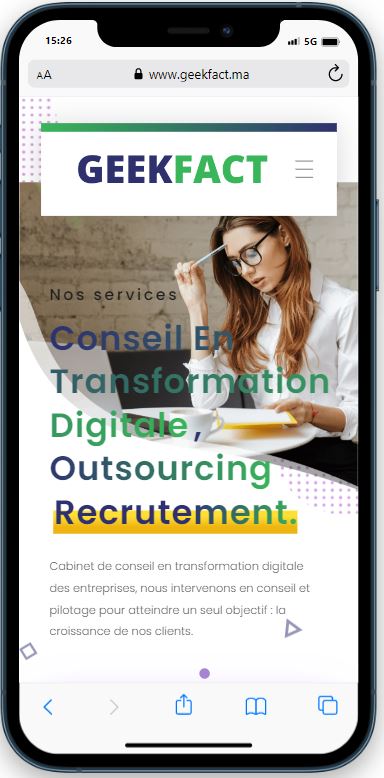 15:26
5G
AA
www.geekfact.ma
GEEKFACT
Nos services
Conseil En
Transformation
Digitale,
Outsourcing
Recrutement.
Cabinet de conseil en transformation digitale
des entreprises, nous intervenons en conseil et
pilotage pour atteindre un seul objectif : la
croissance de nos clients.